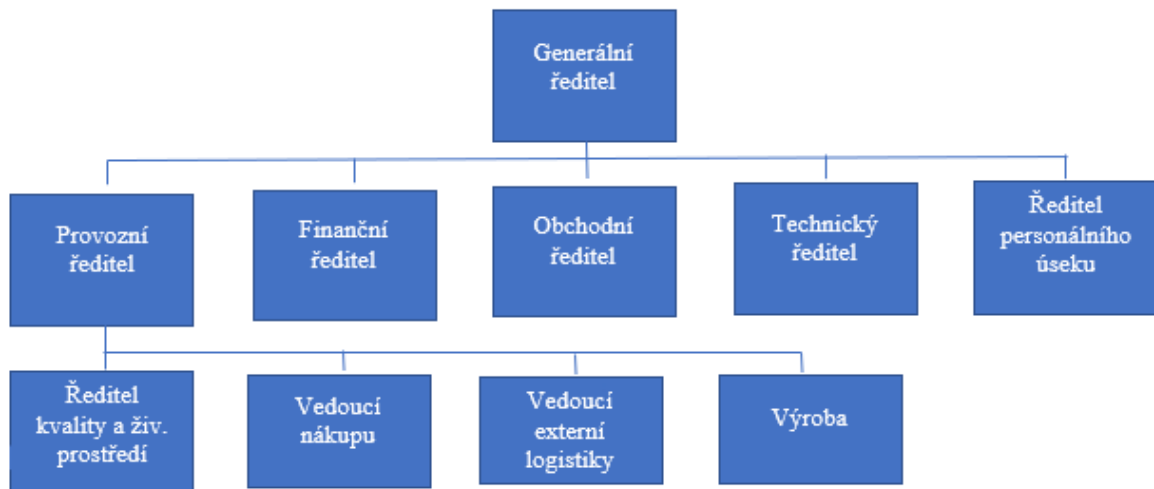 Generální
ředitel
Provozní
ředitel
Finanční
ředitel
Obchodní
ředitel
Technický
ředitel
Ředitel
personálního
úseku
Ředitel
kvality a živ.
prostředí
Vedoucí
nákupu
Vedoucí
externí
logistiky
Výroba